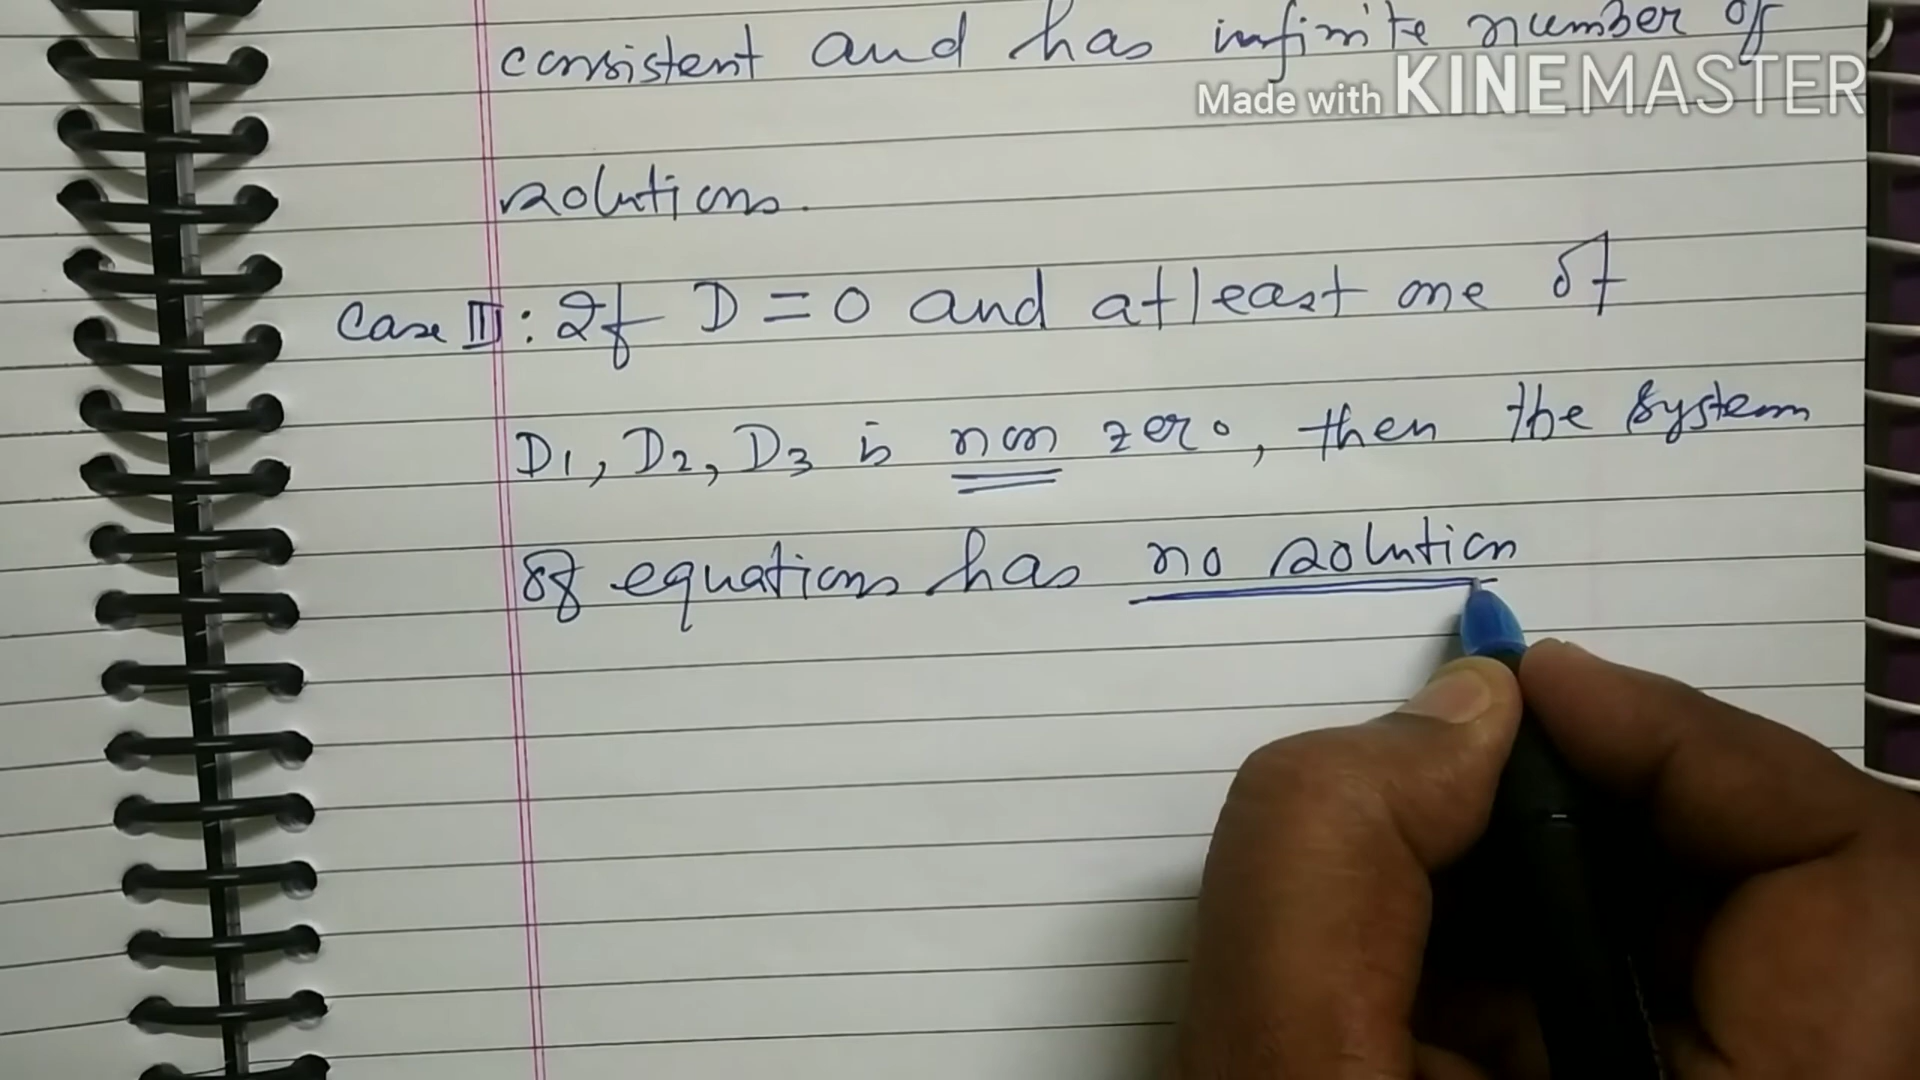 consistent and has infinite number of
Made with KINEMASTER
solutions.
Case III: If D = 0 and atleast one of
D1, D2, D3 is non zero, then the system
of equations has no solution